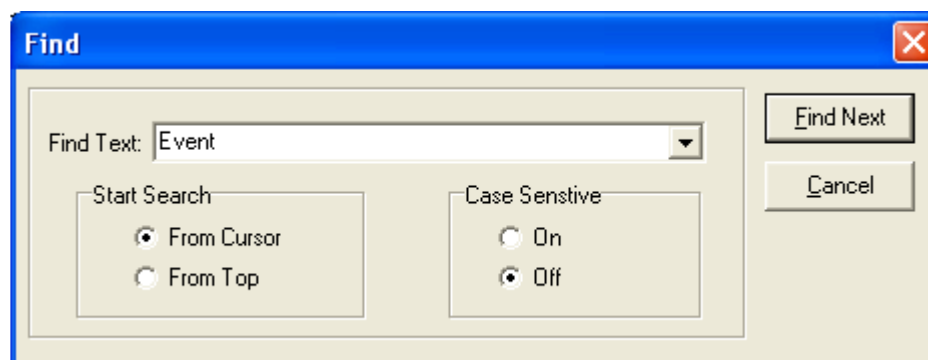 Find
Find Text: Event
Find Next
Cancel
Start Search
From Cursor
From Top
Case Senstive
On
Off